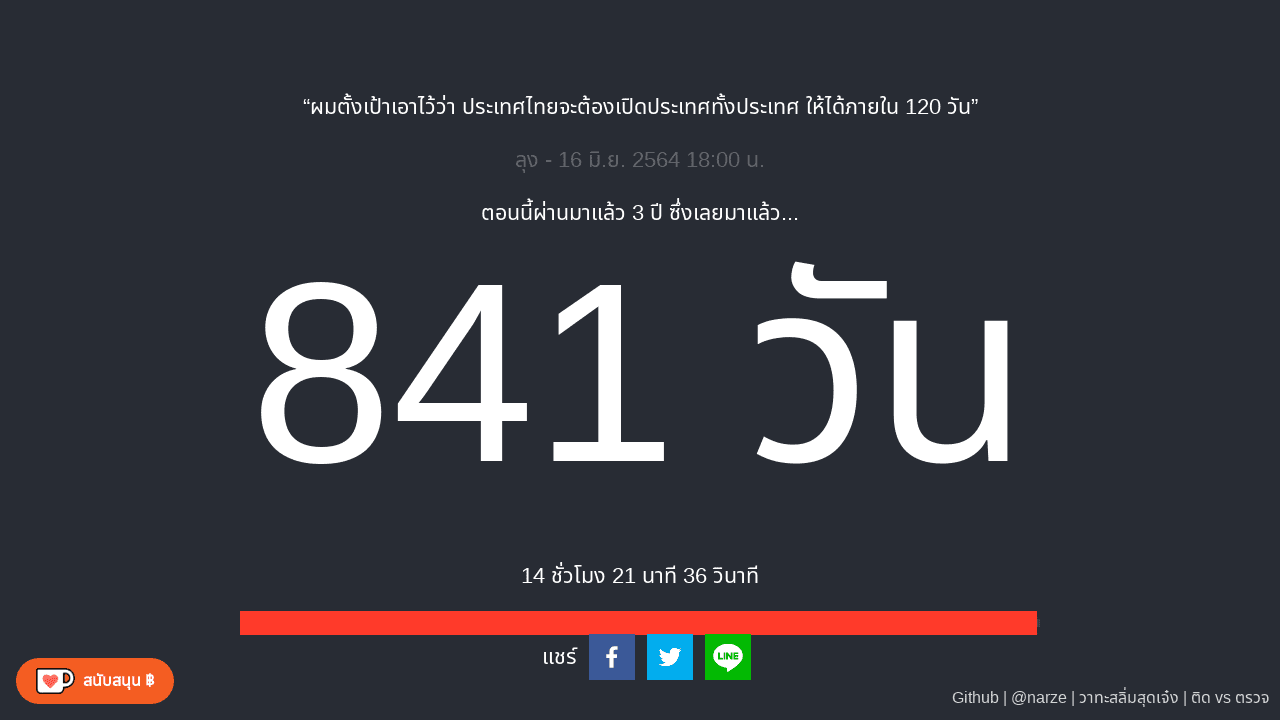 “ผมตั้งเป้าเอาไว้ว่า ประเทศไทยจะต้องเปิดประเทศทั้งประเทศ ให้ได้ภายใน 120 วัน”
ลุง - 16 มิ.ย. 2564 18:00 น.
ตอนนี้ผ่านมาแล้ว 3 ปี ซึ่งเลยมาแล้ว...
841 วัน
14 ชั่วโมง 21 นาที 36 วินาที
แชร์
LINE
สนับสนุน ฿
Github | @narze | วาทะสลิ่มสุดเจ๋ง | ติด vs ตรวจ